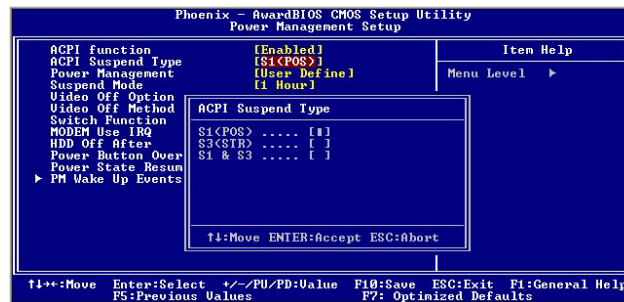 Phoenix - AwardBIOS CMOS Setup Utility
Power Management Setup
ACPI function [Enabled]
ACPI Suspend Type [S1<POS>]
Power Management [User Define]
Suspend Mode [1 Hour]
Video Off Option
Video Off Method
Switch Function
MODEM Use IRQ
HDD Off After
Power Button Over
Power State Resum
► PM Wake Up Events
Item Help
Menu Level ►
ACPI Suspend Type
S1<POS> ..... [■]
S3<STR> ..... [ ]
S1 & S3 ..... [ ]
↑↓:Move ENTER:Accept ESC:Abort
↑↓→←:Move Enter:Select +/-/PU/PD:Value F10:Save ESC:Exit F1:General Help
F5:Previous Values F7: Optimized Defaults